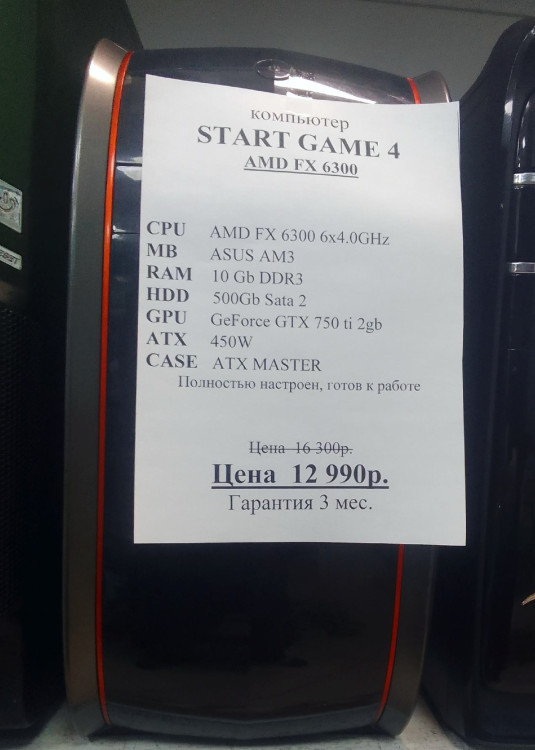 компьютер
START GAME 4
AMD FX 6300
CPU AMD FX 6300 6x4.0GHz
MB ASUS AM3
RAM 10 Gb DDR3
HDD 500Gb Sata 2
GPU GeForce GTX 750 ti 2gb
ATX 450W
CASE ATX MASTER
Полностью настроен, готов к работе
Цена 16 300р.
Цена 12 990р.
Гарантия 3 мес.